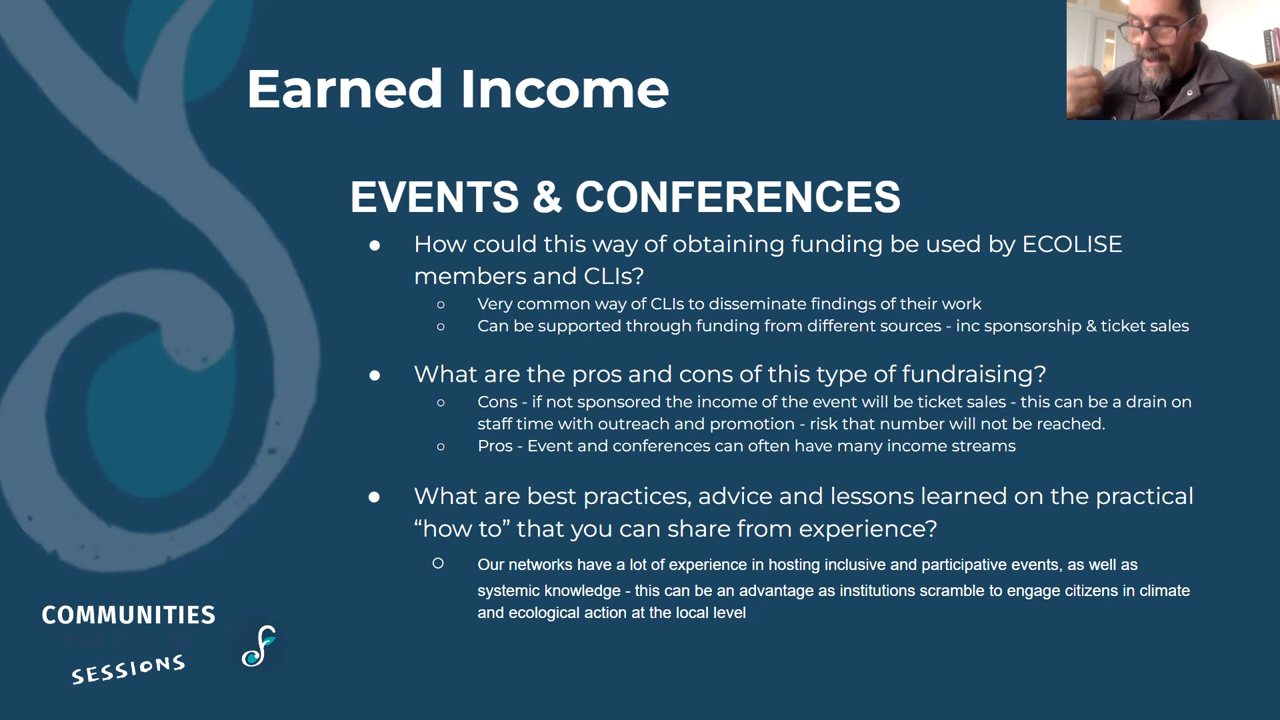 Earned Income
EVENTS & CONFERENCES
● How could this way of obtaining funding be used by ECOLISE
members and CLIs?
○ Very common way of CLIs to disseminate findings of their work
○ Can be supported through funding from different sources - inc sponsorship & ticket sales
● What are the pros and cons of this type of fundraising?
○ Cons - if not sponsored the income of the event will be ticket sales - this can be a drain on
staff time with outreach and promotion - risk that number will not be reached.
○ Pros - Event and conferences can often have many income streams
● What are best practices, advice and lessons learned on the practical
“how to” that you can share from experience?
○ Our networks have a lot of experience in hosting inclusive and participative events, as well as
systemic knowledge - this can be an advantage as institutions scramble to engage citizens in climate
and ecological action at the local level
COMMUNITIES
SESSIONS